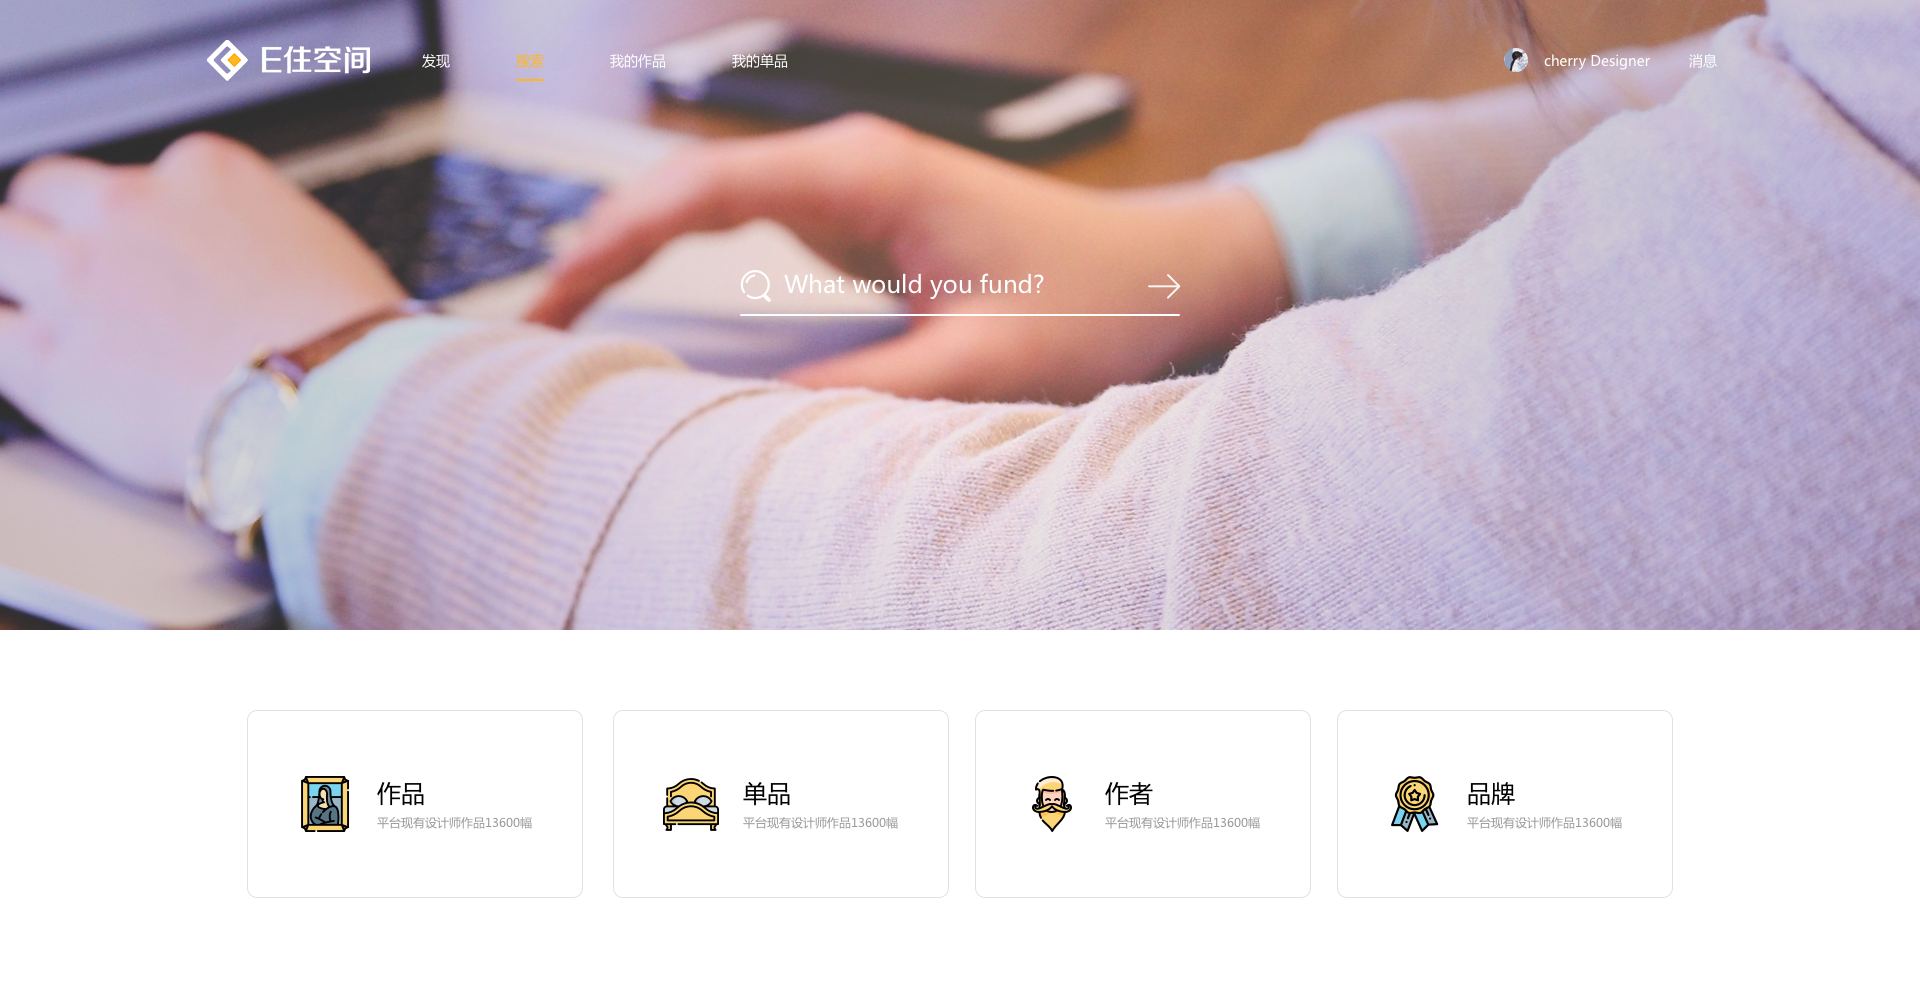 E住空间
发现
搜索
我的作品
我的单品
cherry Designer
消息
What would you fund?
作品
平台现有设计师作品13600幅
单品
平台现有设计师作品13600幅
作者
平台现有设计师作品13600幅
品牌
平台现有设计师作品13600幅